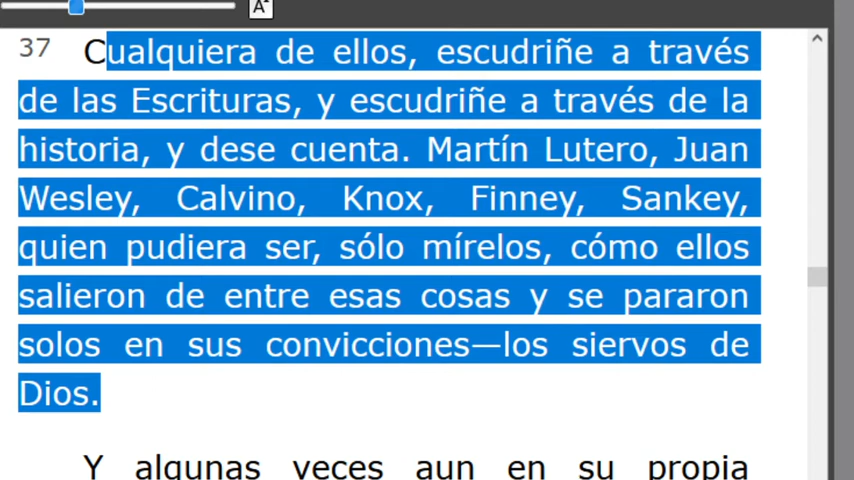 A
37 Cualquiera de ellos, escudriñe a través
de las Escrituras, y escudriñe a través de la
historia, y dese cuenta. Martín Lutero, Juan
Wesley, Calvino, Knox, Finney, Sankey,
quien pudiera ser, sólo mírelos, cómo ellos
salieron de entre esas cosas y se pararon
solos en sus convicciones—los siervos de
Dios.
Y algunas veces aun en su propia